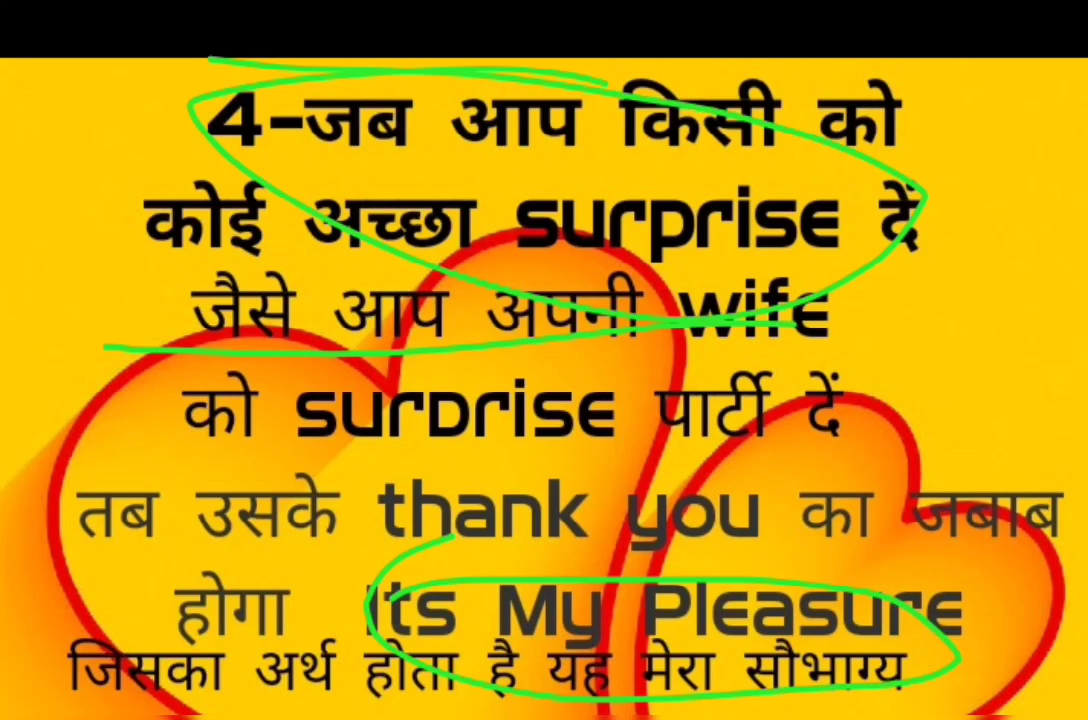 4-जब आप किसी को
कोई अच्छा surprise दें
जैसे आप अपनी wife
को surprise पार्टी दें
तब उसके thank you का जबाब
होगा Its My Pleasure
जिसका अर्थ होता है यह मेरा सौभाग्य